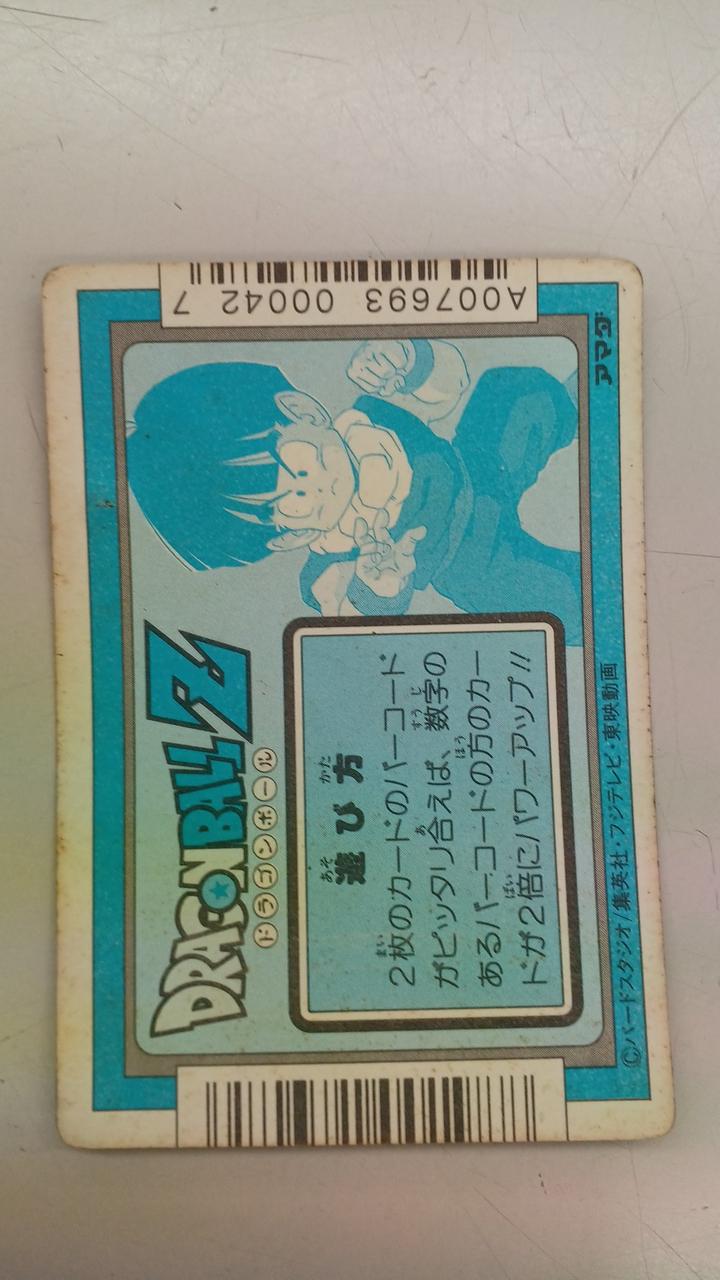 DRAGON BALL Z
ドラゴンボール
遊び方
2枚のカードのバーコード
がピッタリ合えば、数字の
あるバーコードの方のカー
ドが2倍にパワーアップ!!
©バードスタジオ/集英社・フジテレビ・東映動画
アマダ
A007693 00042 7